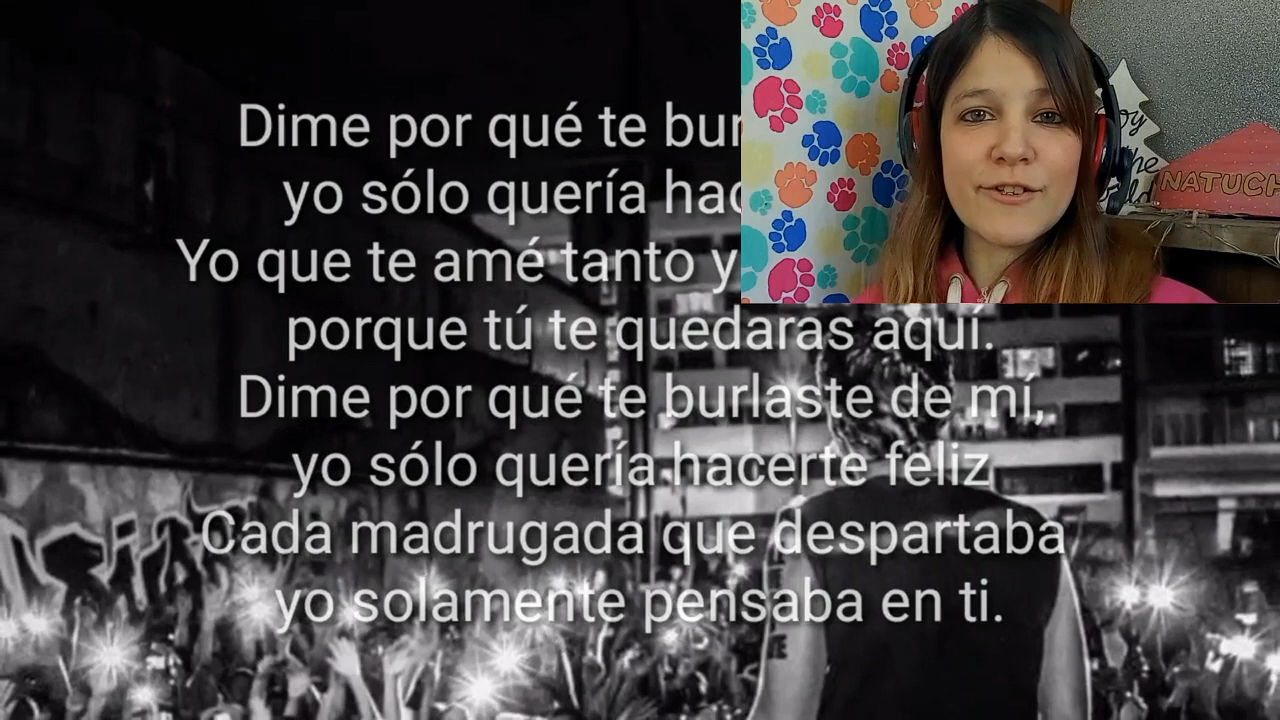 Dime por qué te bur
yo sólo quería hac
Yo que te amé tanto y
porque tú te quedaras aquí.
Dime por qué te burlaste de mí,
yo sólo quería hacerte feliz
Cada madrugada que despartaba
yo solamente pensaba en ti.
oy
the
NATUCH